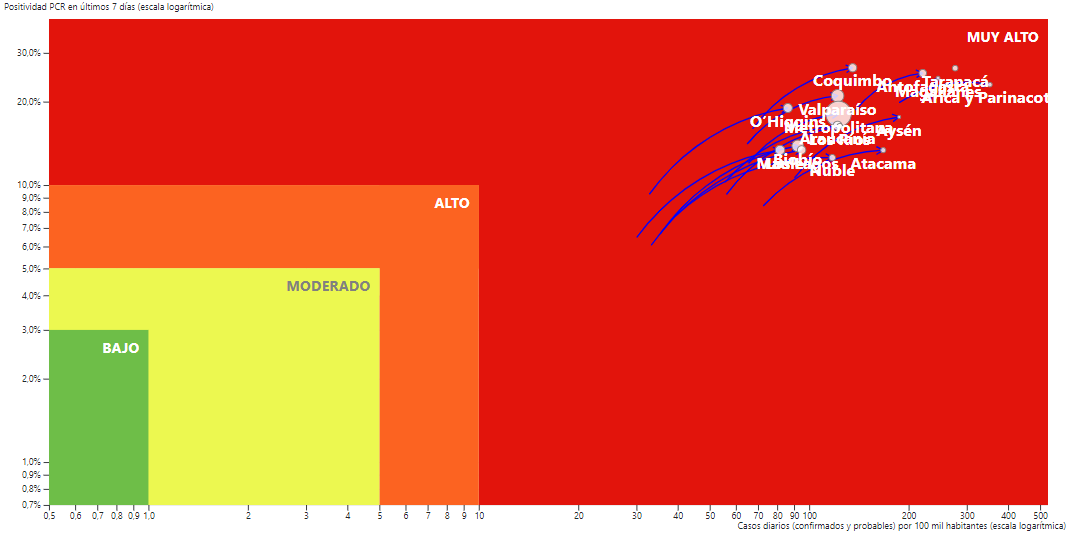 Positividad PCR en últimos 7 días (escala logarítmica)
MUY ALTO
30,0%
20,0%
10,0%
9,0%
8,0%
7,0%
6,0%
5,0%
4,0%
3,0%
2,0%
1,0%
0,9%
0,8%
0,7%
Coquimbo
Tarapacá
Antofagasta
Magallanes
Arica y Parinacot
Valparaíso
O'Higgins
Metropolitana
Aysén
Araucanía
Los Ríos
Biobío
Los Lagos
Atacama
Ñuble
ALTO
MODERADO
BAJO
0,5 0,6 0,7 0,8 0,9 1,0 2 3 4 5 6 7 8 9 10 20 30 40 50 60 70 80 90 100 200 300 400 500
Casos diarios (confirmados y probables) por 100 mil habitantes (escala logarítmica)